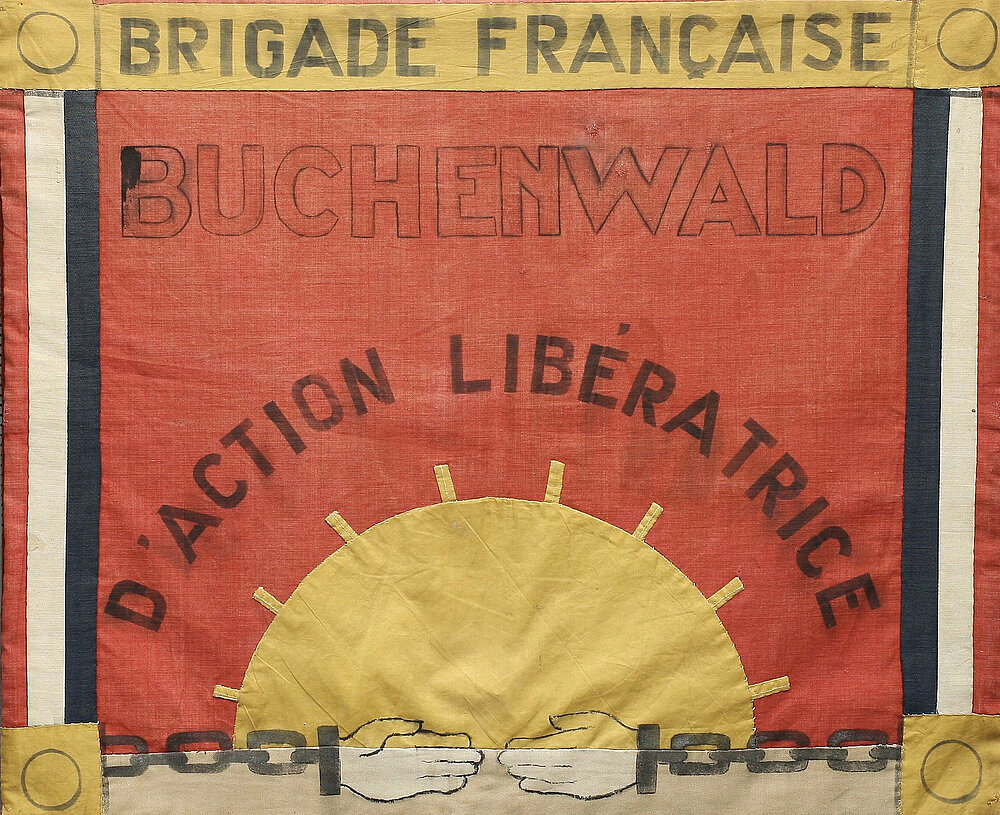 BRIGADE FRANÇAISE
BUCHENWALD
D'ACTION LIBÉRATRICE